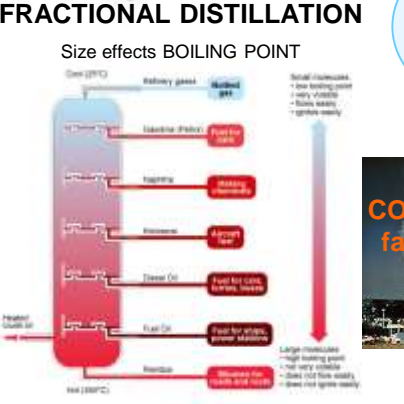 FRACTIONAL DISTILLATION
Size effects BOILING POINT
Cool (25°C)
Refinery gases
Bottled
gas
Small molecules
• low boiling point
• very volatile
• flows easily
• ignites easily
Gasoline (Petrol)
Fuel for
cars
Naphtha
Making
chemicals
Kerosene
Aircraft
fuel
CO
fa
Diesel Oil
Fuel for cars,
lorries, buses
Heated
crude oil
Fuel Oil
Fuel for ships,
power stations
Residue
Bitumen for
roads and roofs
Large molecules
• high boiling point
• not very volatile
• does not flow easily
• does not ignite easily